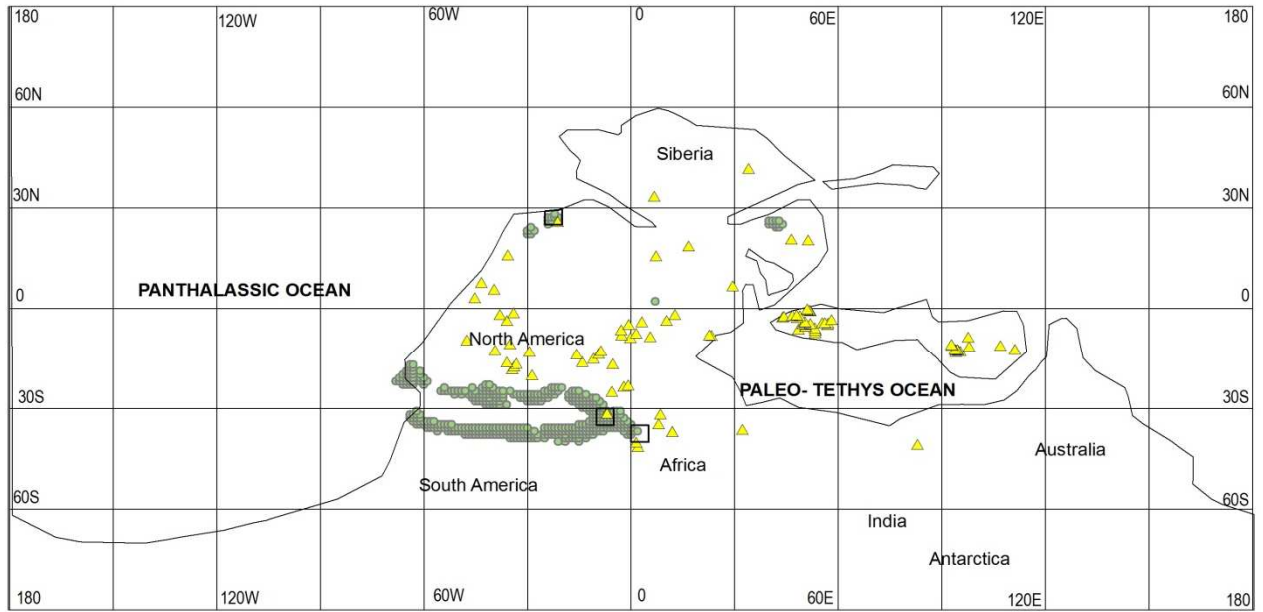 180 120W 60W 0 60E 120E 180
60N 60N
Siberia
30N 30N
PANTHALASSIC OCEAN
0 0
North America
PALEO- TETHYS OCEAN
30S 30S
Australia
Africa
South America
60S 60S
India
Antarctica
180 120W 60W 0 60E 120E 180